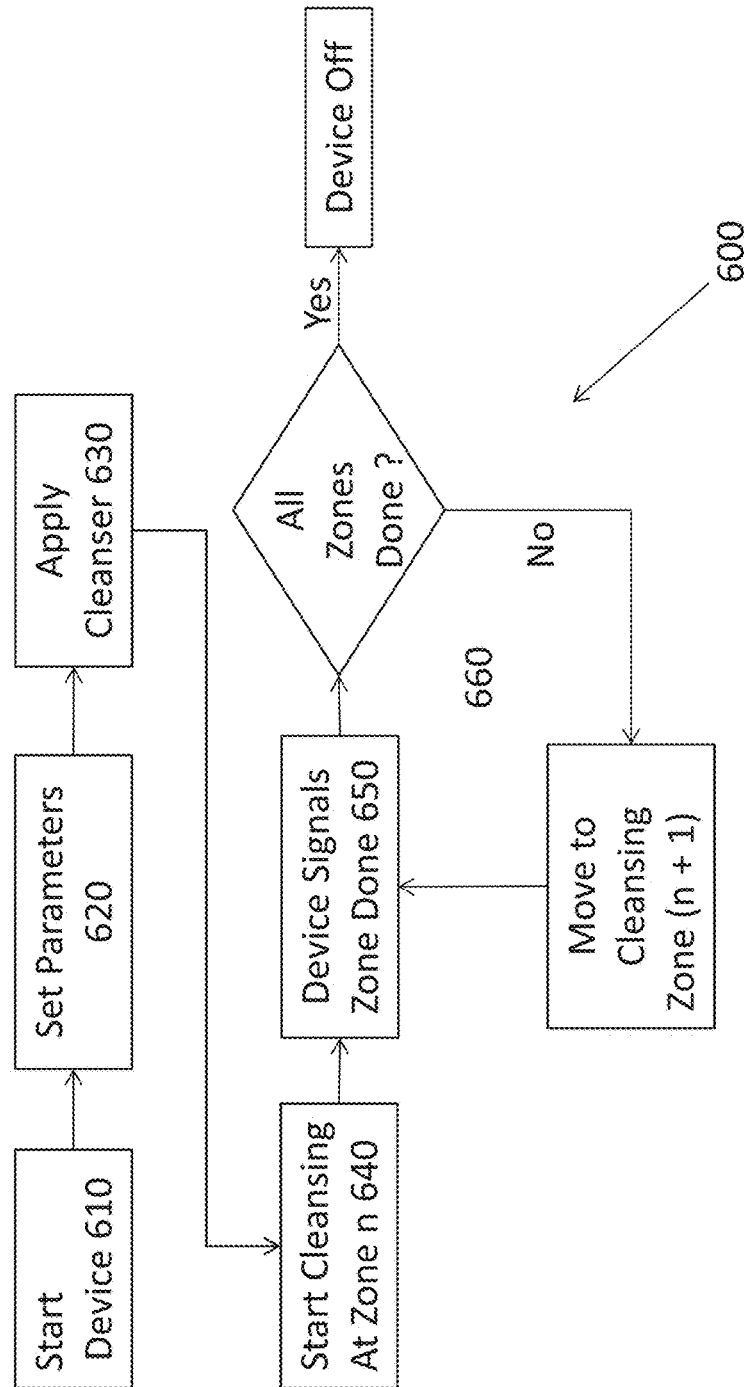 Start
Device 610
Set Parameters
620
Apply
Cleanser 630
Start Cleansing
At Zone n 640
Device Signals
Zone Done 650
All
Zones
Done ?
Yes
Device Off
No
660
Move to
Cleansing
Zone (n + 1)
600